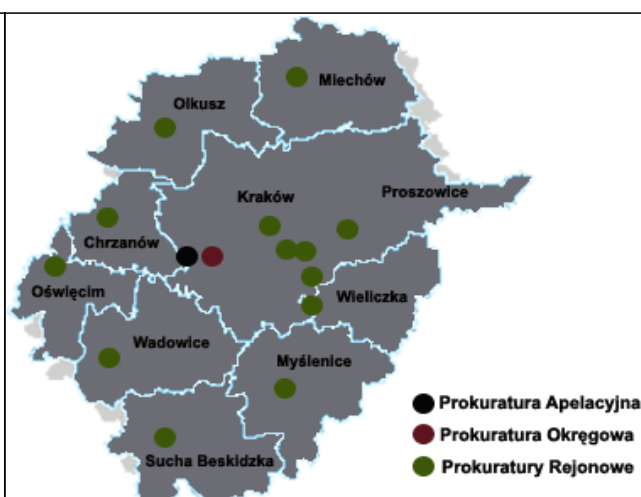 Miechów
Olkusz
Kraków
Proszowice
Chrzanów
Oświęcim
Wieliczka
Wadowice
Myślenice
Sucha Beskidzka
Prokuratura Apelacyjna
Prokuratura Okręgowa
Prokuratury Rejonowe